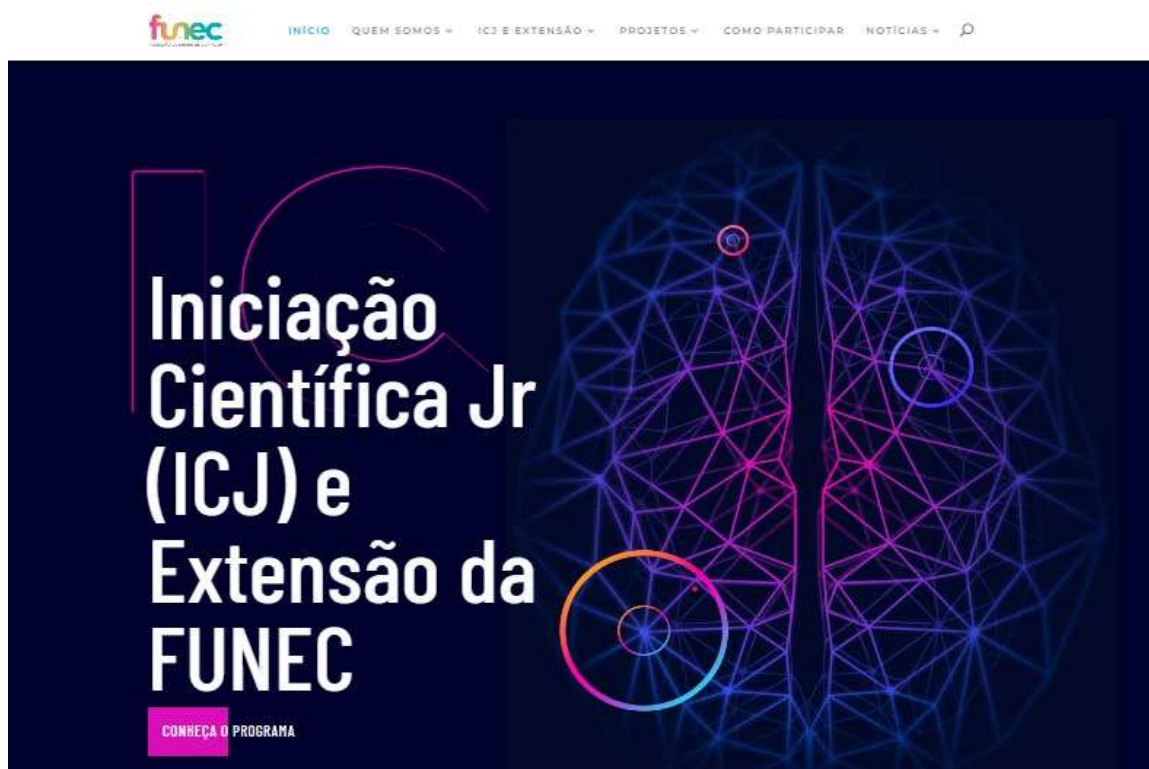 funec
INÍCIO QUEM SOMOS ICJ E EXTENSÃO PROJETOS COMO PARTICIPAR NOTÍCIAS
IC
Iniciação
Científica Jr
(ICJ) e
Extensão da
FUNEC
CONHEÇA O PROGRAMA